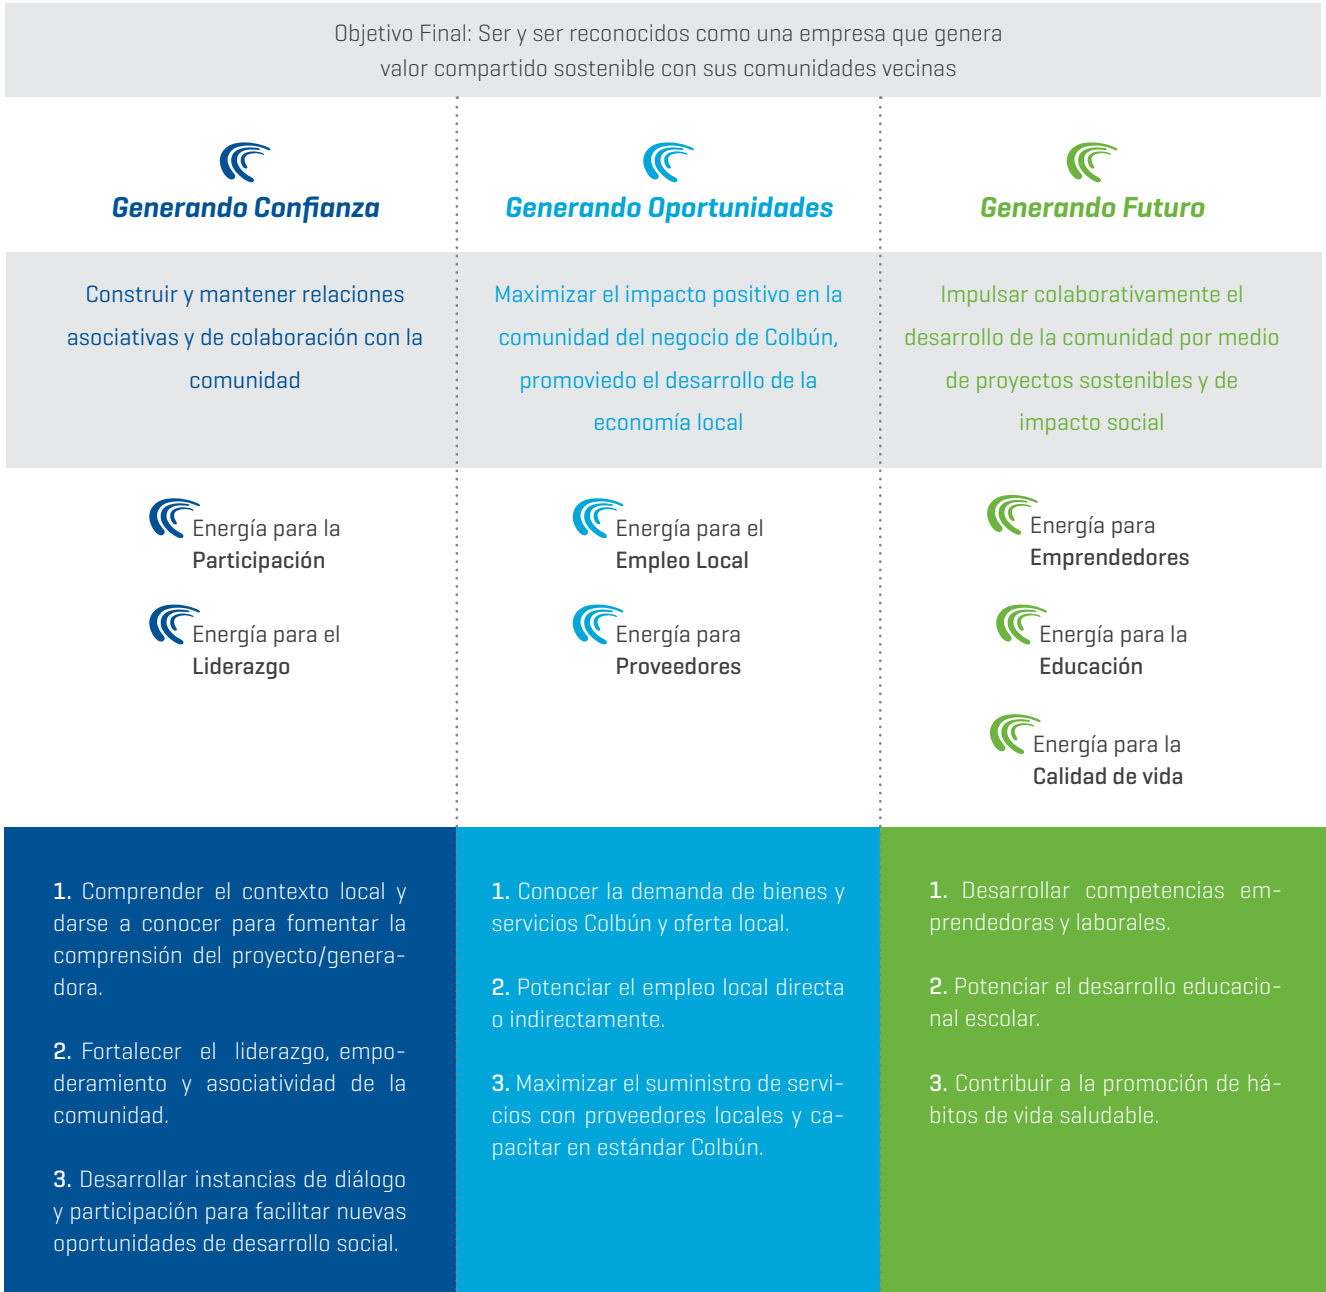 Objetivo Final: Ser y ser reconocidos como una empresa que genera
valor compartido sostenible con sus comunidades vecinas
Generando Confianza
Construir y mantener relaciones
asociativas y de colaboración con la
comunidad
Energía para la
Participación
Energía para el
Liderazgo
1. Comprender el contexto local y
darse a conocer para fomentar la
comprensión del proyecto/genera-
dora.
2. Fortalecer el liderazgo, empo-
deramiento y asociatividad de la
comunidad.
3. Desarrollar instancias de diálogo
y participación para facilitar nuevas
oportunidades de desarrollo social.
Generando Oportunidades
Maximizar el impacto positivo en la
comunidad del negocio de Colbún,
promoviedo el desarrollo de la
economía local
Energía para el
Empleo Local
Energía para
Proveedores
1. Conocer la demanda de bienes y
servicios Colbún y oferta local.
2. Potenciar el empleo local directa
o indirectamente.
3. Maximizar el suministro de servi-
cios con proveedores locales y ca-
pacitar en estándar Colbún.
Generando Futuro
Impulsar colaborativamente el
desarrollo de la comunidad por medio
de proyectos sostenibles y de
impacto social
Energía para
Emprendedores
Energía para la
Educación
Energía para la
Calidad de vida
1. Desarrollar competencias em-
prendedoras y laborales.
2. Potenciar el desarrollo educacio-
nal escolar.
3. Contribuir a la promoción de há-
bitos de vida saludable.